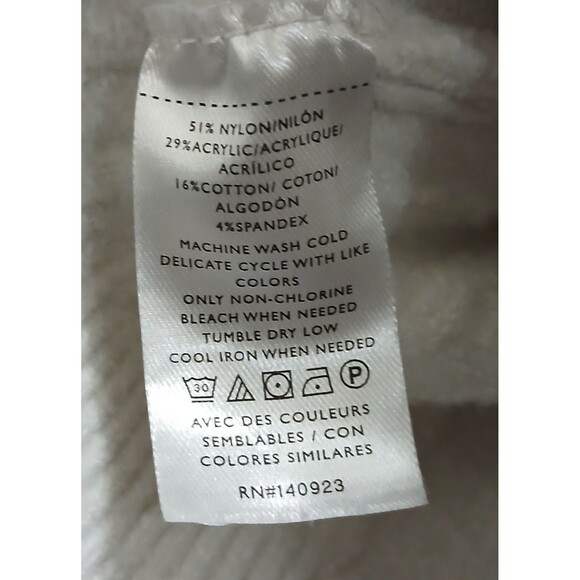 51% NYLON/NILÓN
29%ACRYLIC/ACRYLIQUE/
ACRÍLICO
16%COTTON/ COTON/
ALGODÓN
4%SPANDEX
MACHINE WASH COLD
DELICATE CYCLE WITH LIKE
COLORS
ONLY NON-CHLORINE
BLEACH WHEN NEEDED
TUMBLE DRY LOW
COOL IRON WHEN NEEDED
30 P
AVEC DES COULEURS
SEMBLABLES / CON
COLORES SIMILARES
RN#140923